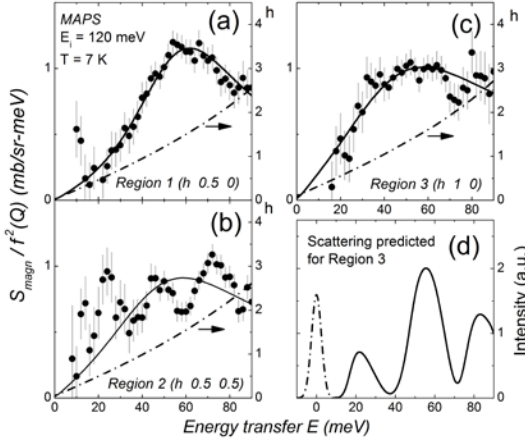 MAPS
E_i = 120 meV
T = 7 K
(a)
h
4
3
2
1
0
1
0
Region 1 (h 0.5 0)
(b)
h
4
3
2
1
0
1
0
0 20 40 60 80
Region 2 (h 0.5 0.5)
(c)
h
4
3
2
1
0
1
0
0 20 40 60 80
Region 3 (h 1 0)
(d)
Scattering predicted
for Region 3
2
1
0
0 20 40 60 80
Intensity (a.u.)
S_magn / f²(Q) (mb/sr-meV)
Energy transfer E (meV)